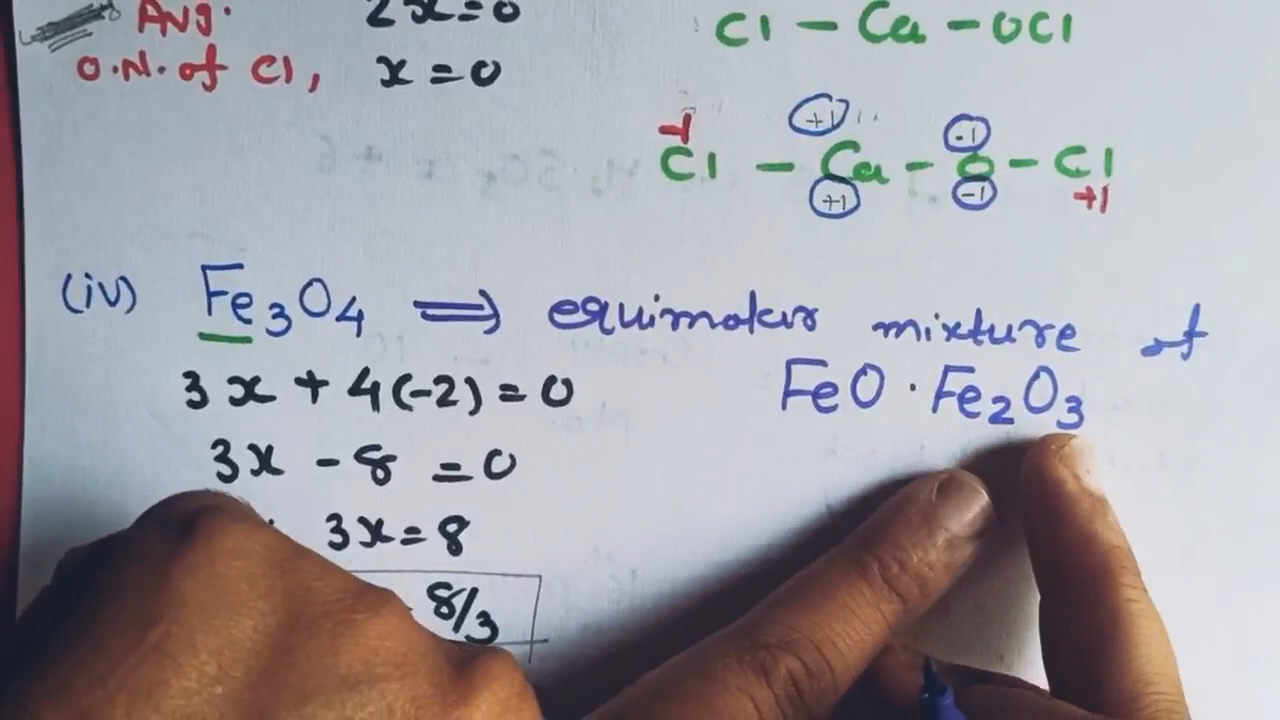 Avg. 2x=0
O.N. of Cl, x = 0
Cl - Ca - OCl
-1 +1 -1
Cl - Ca - O - Cl
+1 -1 +1
(iv) Fe3O4 ⟹ equimolar mixture of
FeO · Fe2O3
3x + 4(-2) = 0
3x - 8 = 0
3x = 8
8/3